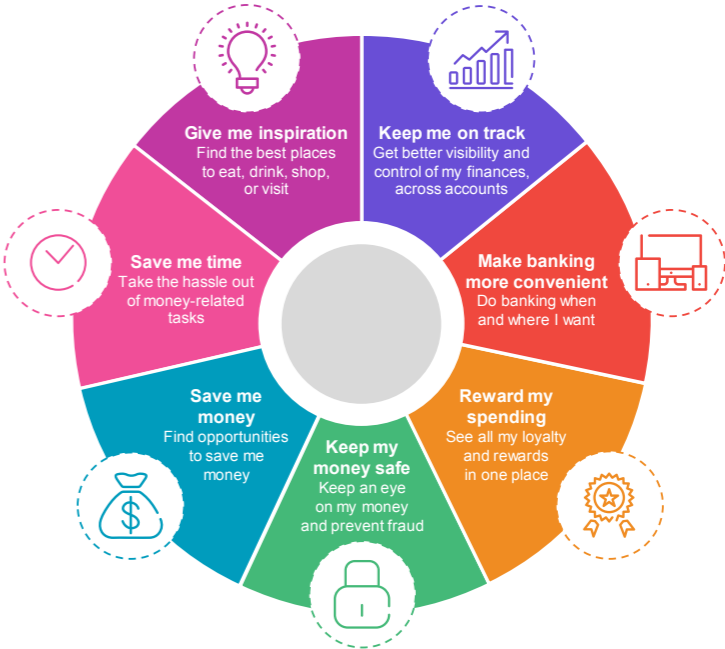 Give me inspiration
Find the best places
to eat, drink, shop,
or visit
Keep me on track
Get better visibility and
control of my finances,
across accounts
Make banking
more convenient
Do banking when
and where I want
Reward my
spending
See all my loyalty
and rewards
in one place
Keep my
money safe
Keep an eye
on my money
and prevent fraud
Save me
money
Find opportunities
to save me
money
Save me time
Take the hassle out
of money-related
tasks
$